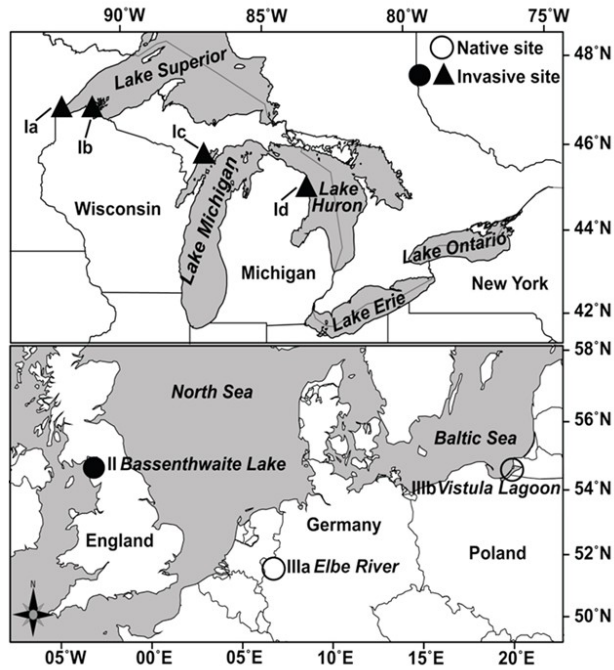 90°W 85°W 80°W 75°W
Native site
Invasive site
48°N
46°N
44°N
42°N
Lake Superior
Ia
Ib
Ic
Id
Wisconsin
Lake Michigan
Michigan
Lake
Huron
Lake Ontario
Lake Erie
New York
58°N
56°N
54°N
52°N
50°N
North Sea
Baltic Sea
II Bassenthwaite Lake
IIIb Vistula Lagoon
England
Germany
Poland
IIIa Elbe River
N
05°W 00°E 05°E 10°E 15°E 20°E